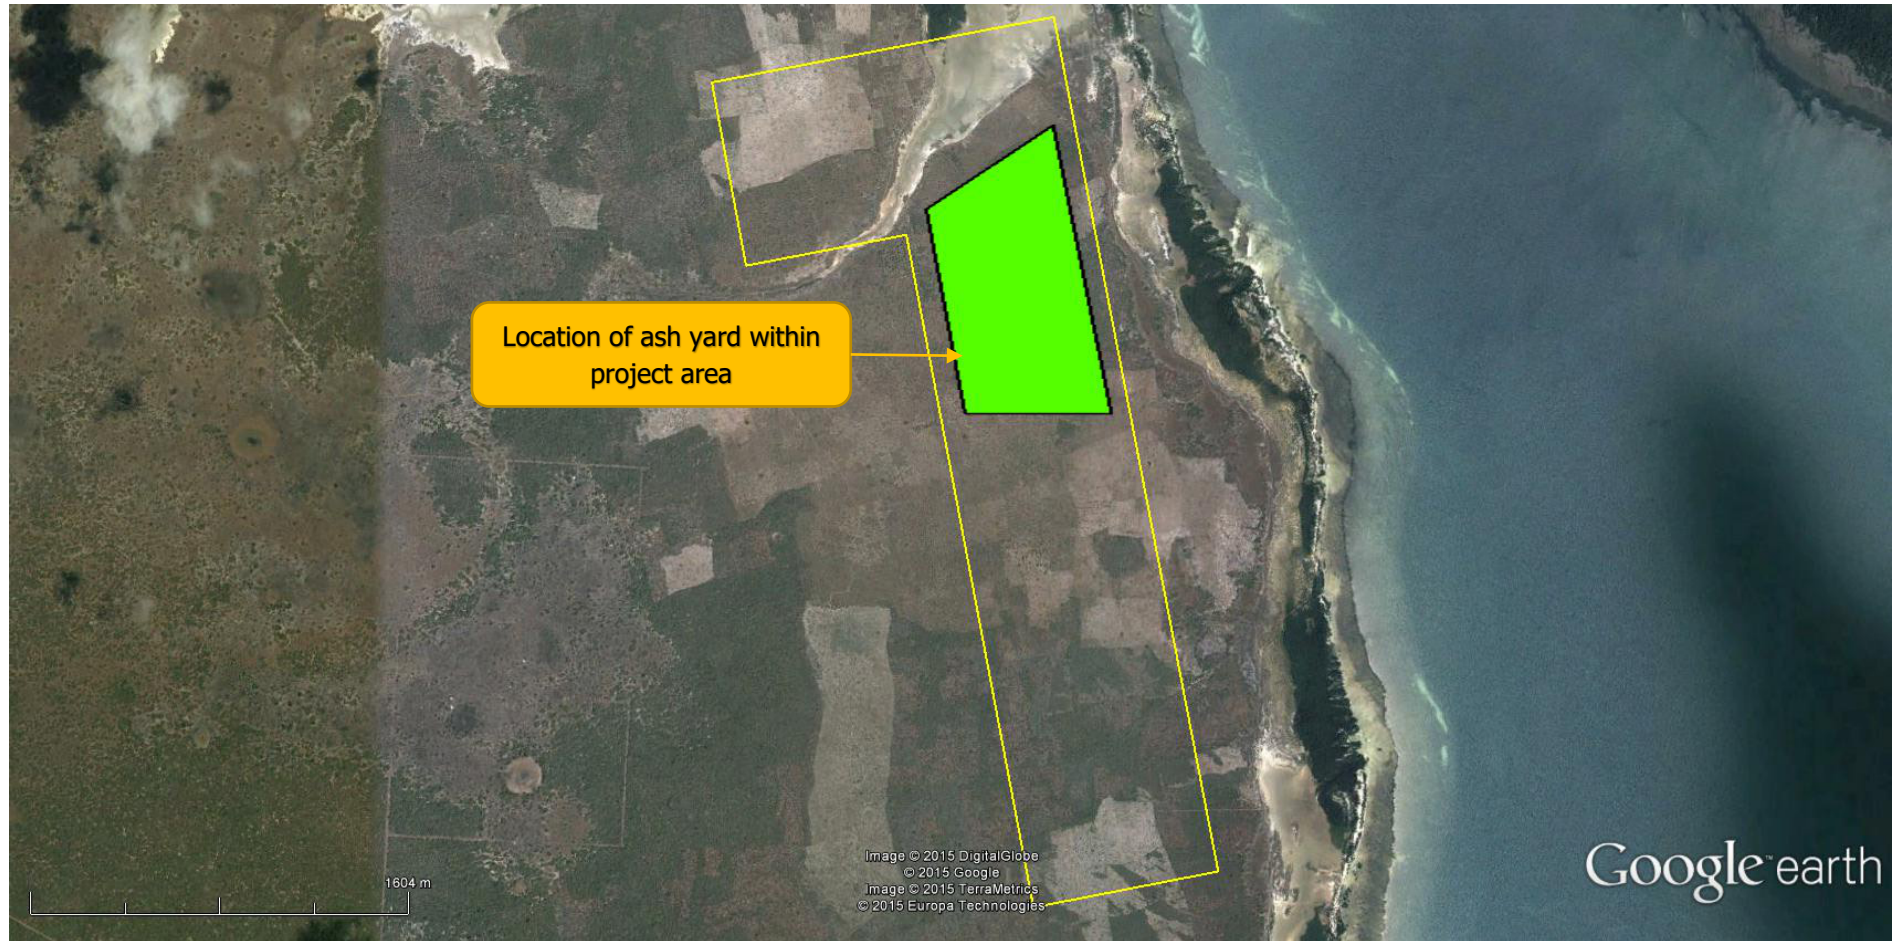 Location of ash yard within
project area
1604 m
Image © 2015 DigitalGlobe
© 2015 Google
Image © 2015 TerraMetrics
© 2015 Europa Technologies
Google earth